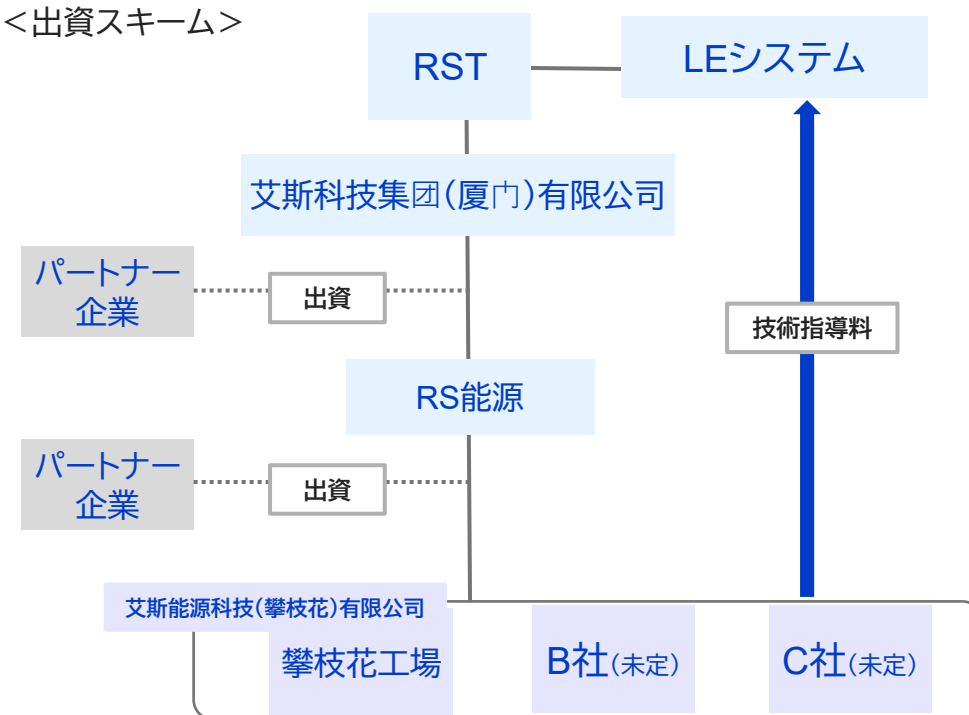 ＜出資スキーム＞
RST
LEシステム
艾斯科技集团（厦门）有限公司
パートナー
企業
出資
技術指導料
RS能源
パートナー
企業
出資
艾斯能源科技（攀枝花）有限公司
攀枝花工場
B社（未定）
C社（未定）